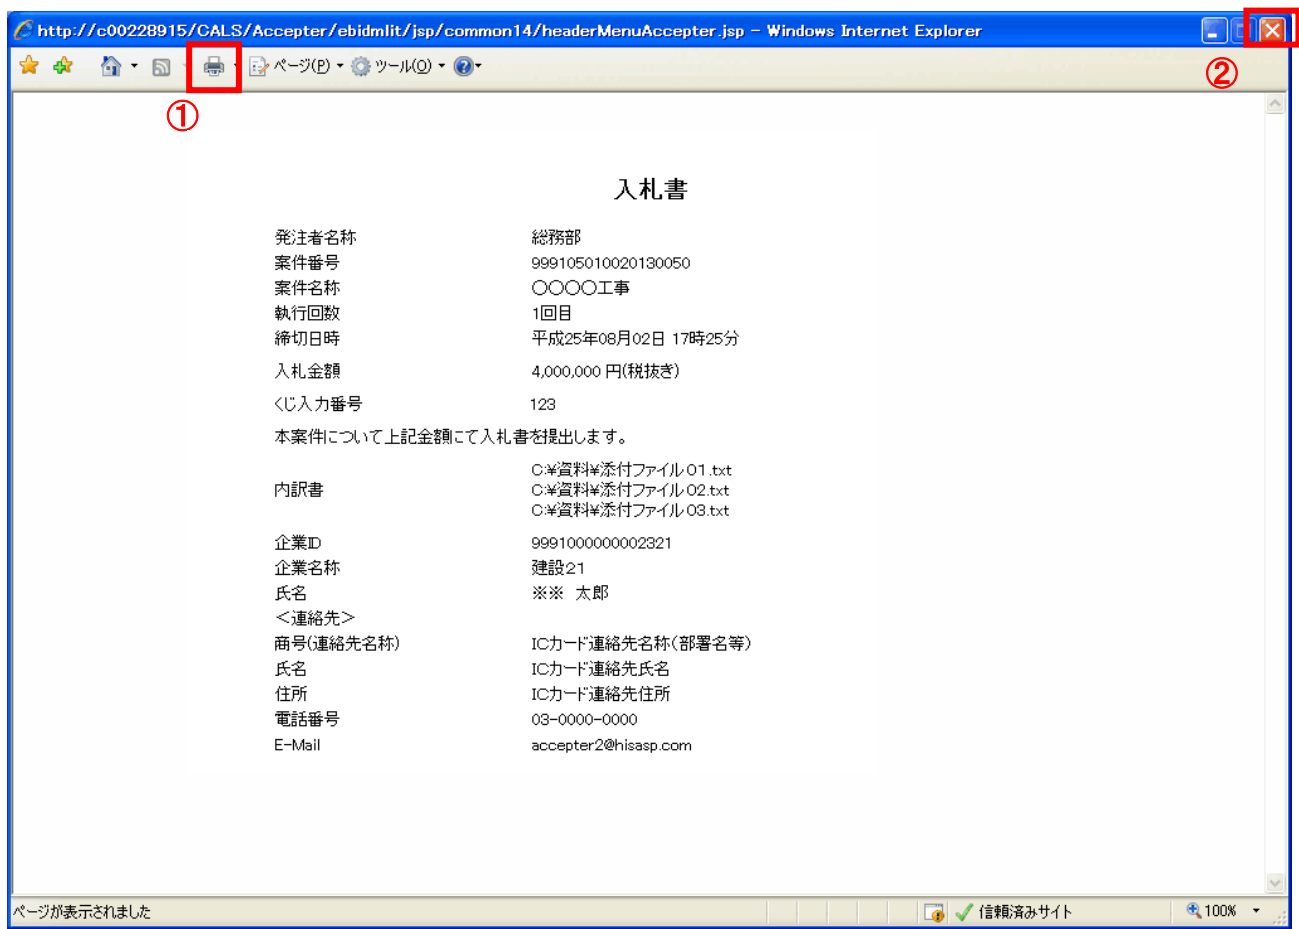 http://c00228915/CALS/Accepter/ebidmlit/jsp/common14/headerMenuAccepter.jsp - Windows Internet Explorer
ページ(P) ツール(O)
②
①
入札書
発注者名称 総務部
案件番号 999105010020130050
案件名称 〇〇〇〇工事
執行回数 1回目
締切日時 平成25年08月02日 17時25分
入札金額 4,000,000 円(税抜き)
くじ入力番号 123
本案件について上記金額にて入札書を提出します。
C:¥資料¥添付ファイル01.txt
内訳書 C:¥資料¥添付ファイル02.txt
C:¥資料¥添付ファイル03.txt
企業ID 9991000000002321
企業名称 建設21
氏名 ※※ 太郎
＜連絡先＞
商号(連絡先名称) ICカード連絡先名称(部署名等)
氏名 ICカード連絡先氏名
住所 ICカード連絡先住所
電話番号 03-0000-0000
E-Mail accepter2@hisasp.com
ページが表示されました 信頼済みサイト 100%